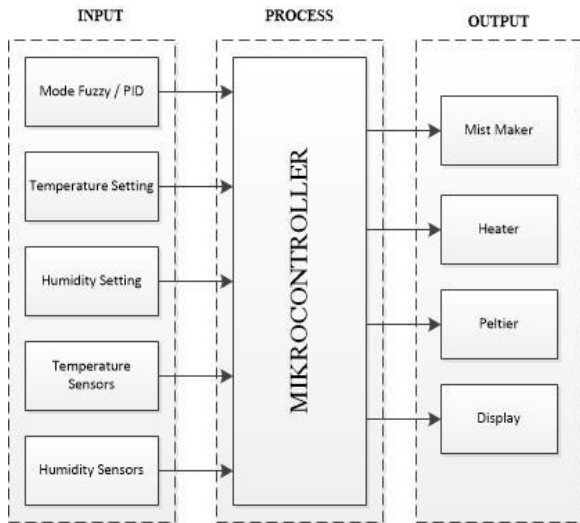 INPUT
Mode Fuzzy / PID
Temperature Setting
Humidity Setting
Temperature
Sensors
Humidity Sensors
PROCESS
MIKROCONTROLLER
OUTPUT
Mist Maker
Heater
Peltier
Display